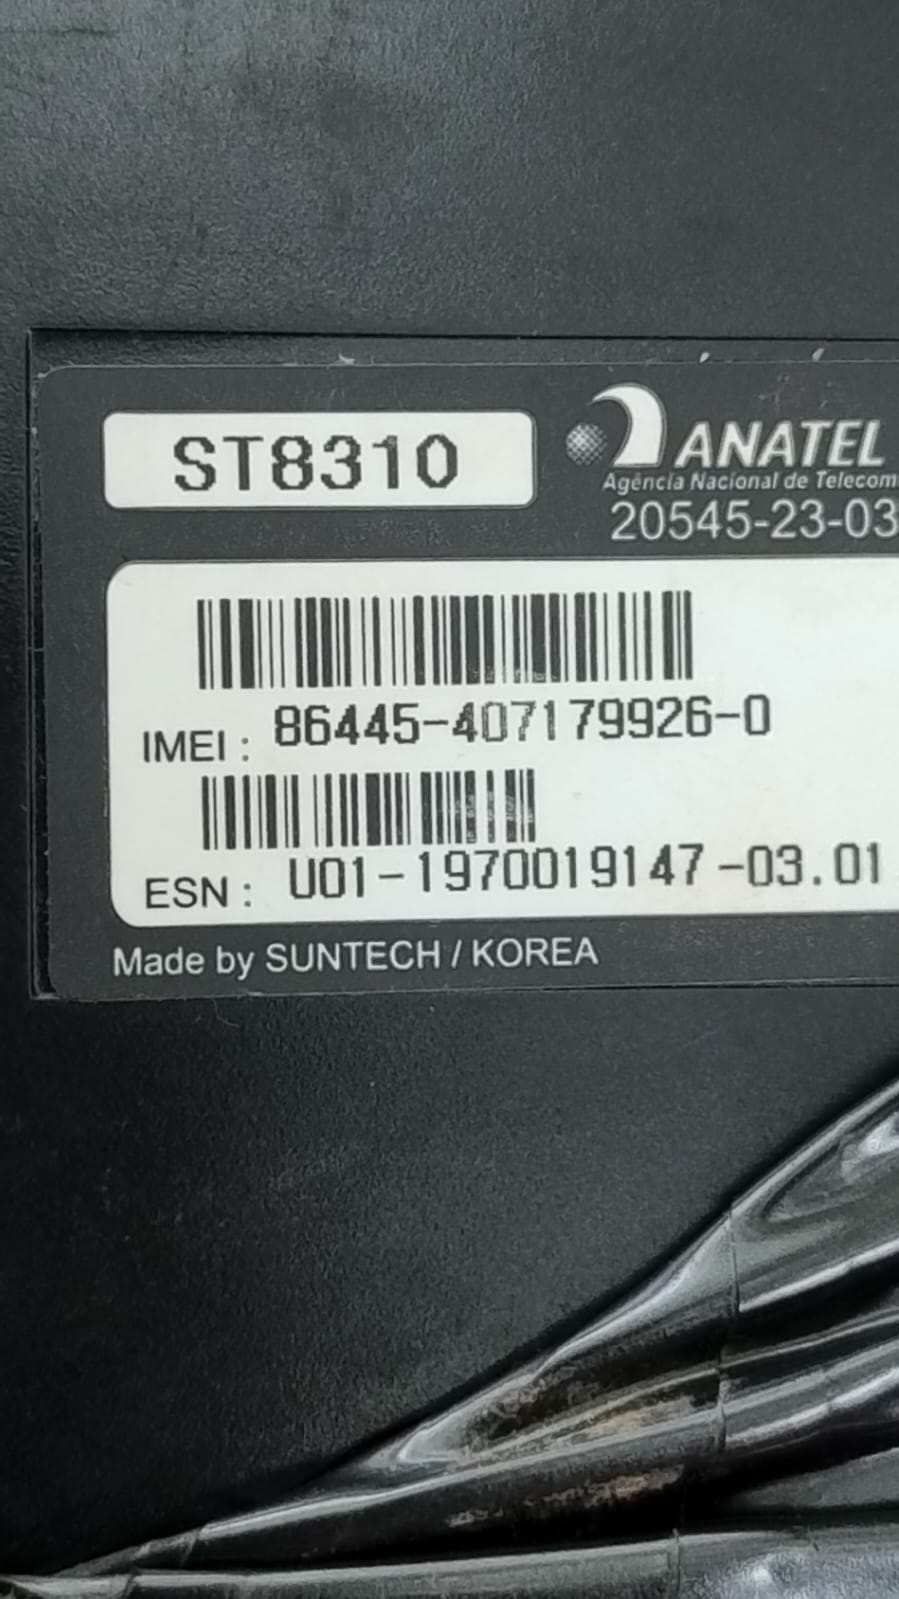 ST8310
ANATEL
Agência Nacional de Telecom
20545-23-03
IMEI : 86445-407179926-0
ESN : U01-1970019147-03.01
Made by SUNTECH / KOREA